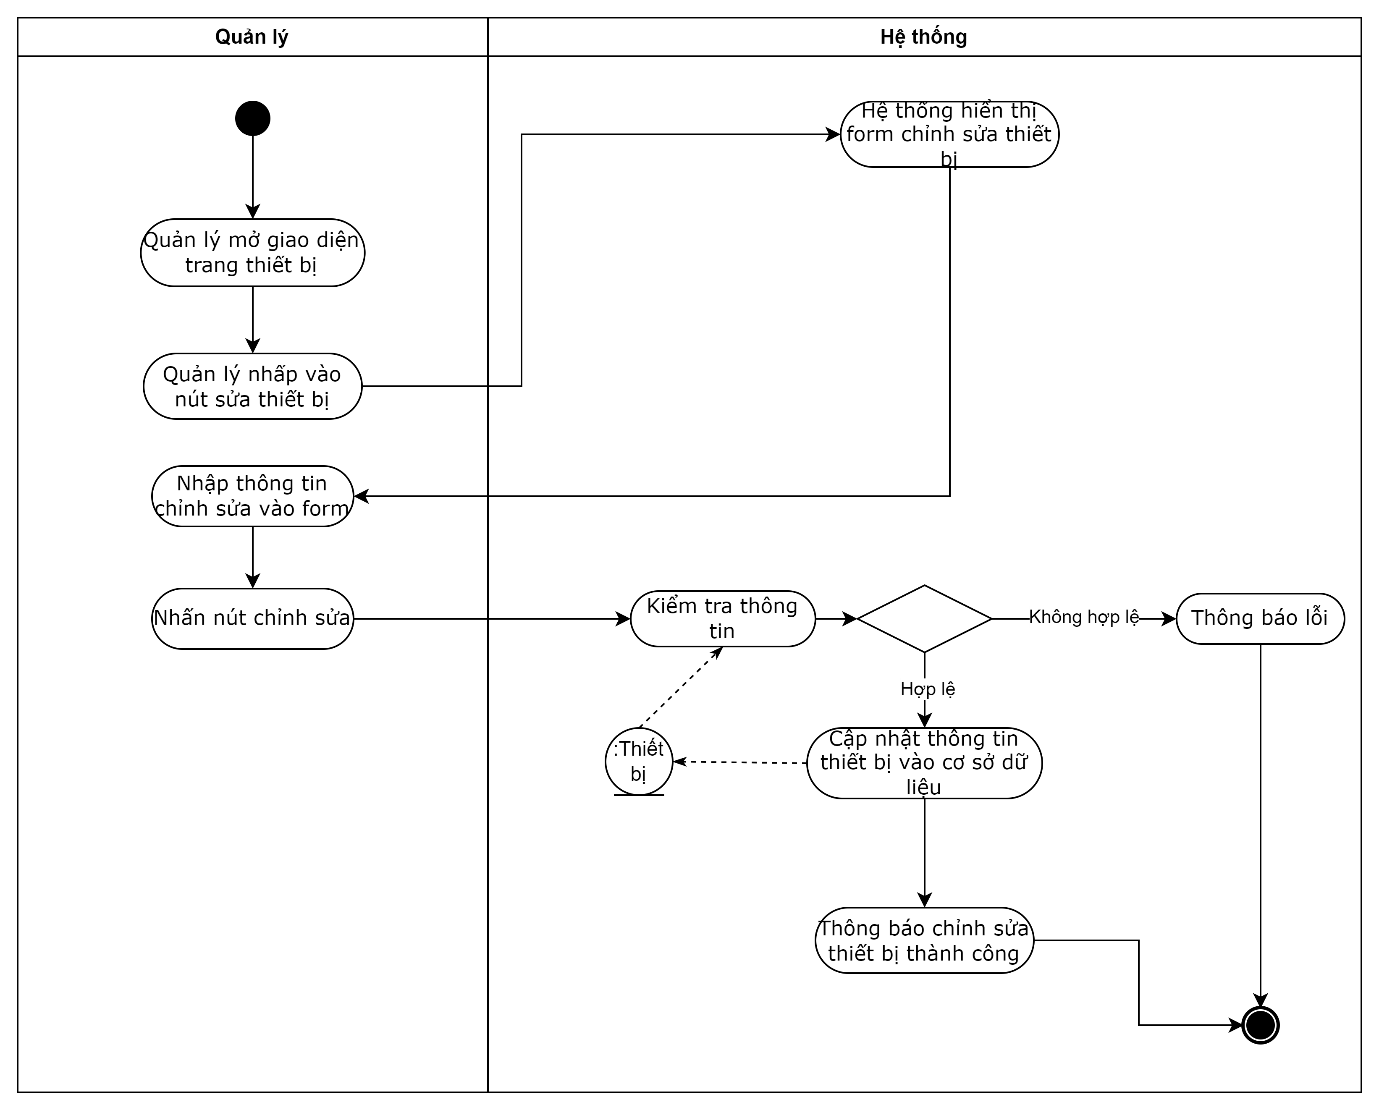 Quản lý
Hệ thống
Hệ thống hiển thị
form chỉnh sửa thiết
bị
Quản lý mở giao diện
trang thiết bị
Quản lý nhấp vào
nút sửa thiết bị
Nhập thông tin
chỉnh sửa vào form
Nhấn nút chỉnh sửa
Kiểm tra thông
tin
Không hợp lệ
Thông báo lỗi
Hợp lệ
:Thiết
bị
Cập nhật thông tin
thiết bị vào cơ sở dữ
liệu
Thông báo chỉnh sửa
thiết bị thành công